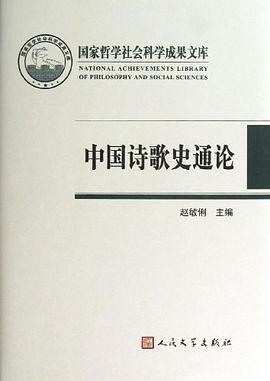 国家哲学社会科学成果文库
NATIONAL ACHIEVEMENTS LIBRARY
OF PHILOSOPHY AND SOCIAL SCIENCES
中国诗歌史通论
赵敏俐 主编
人民文学出版社